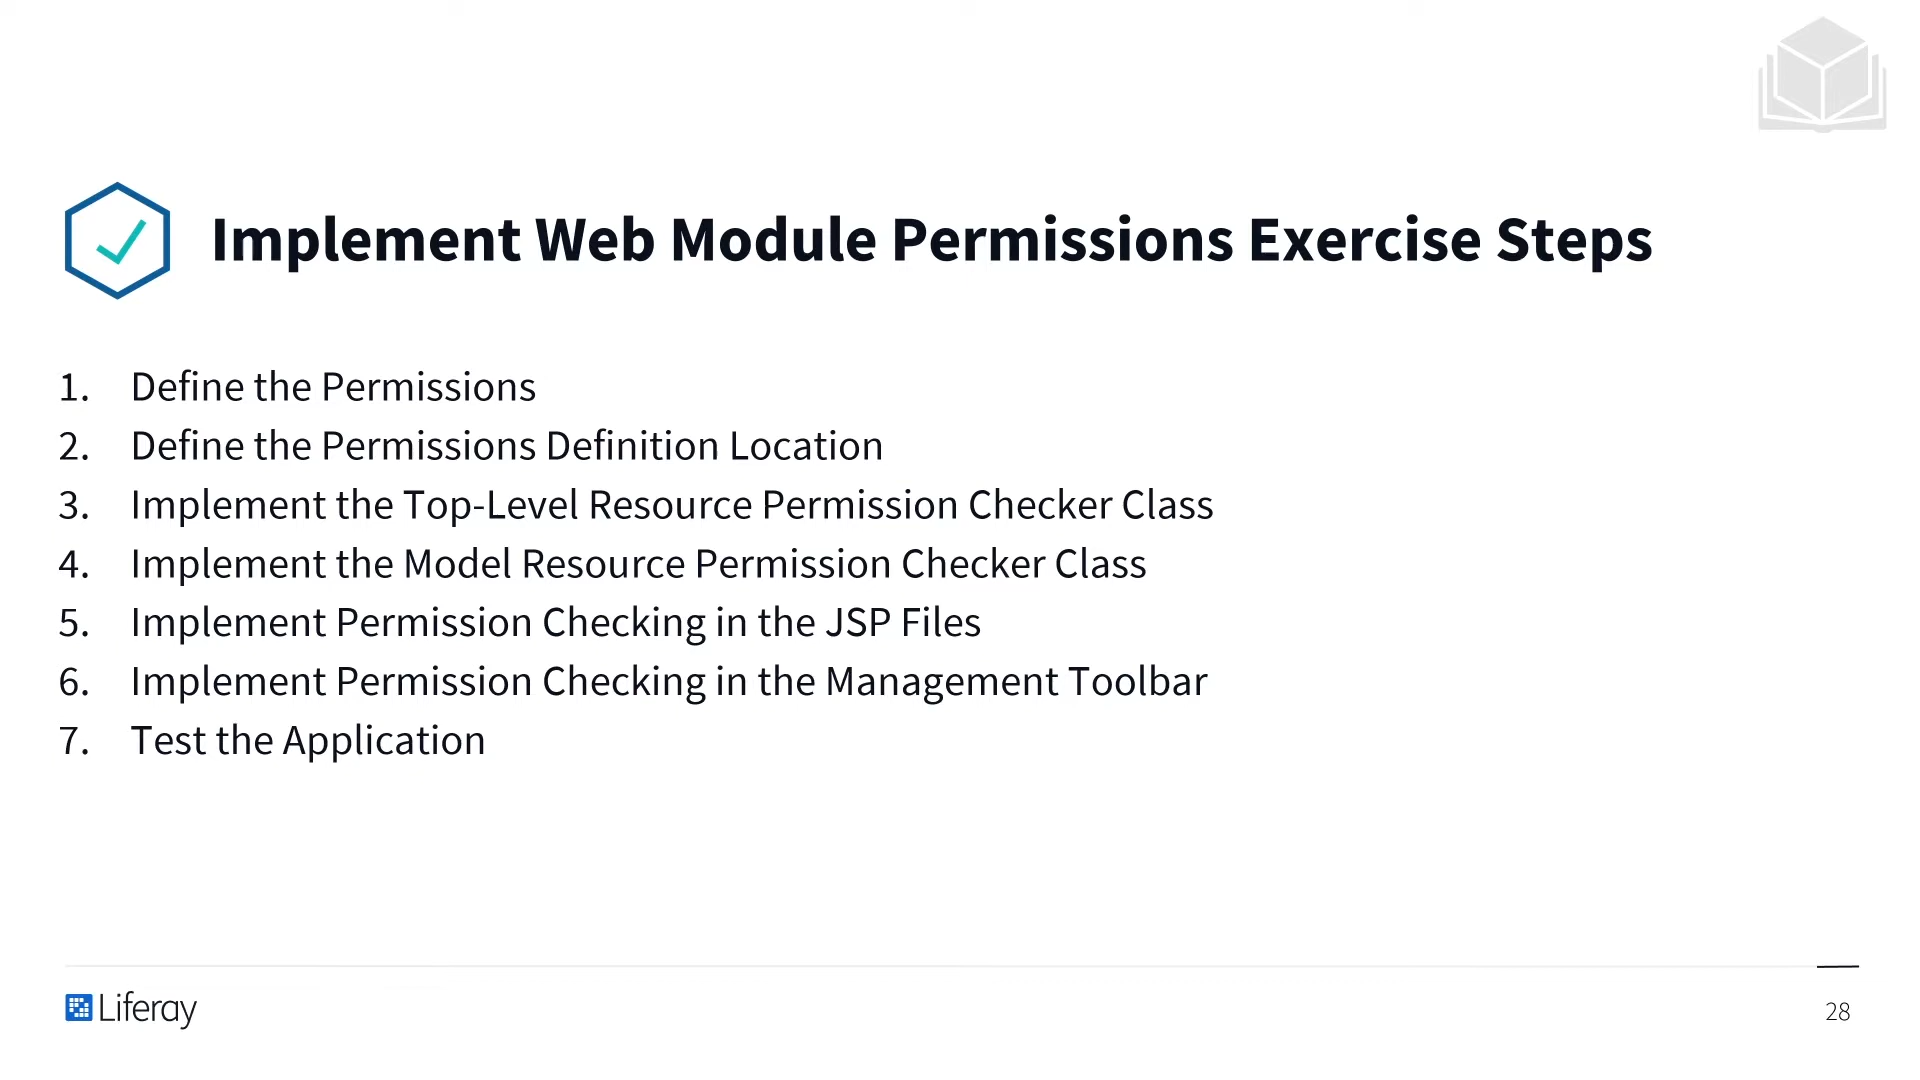 Implement Web Module Permissions Exercise Steps
1. Define the Permissions
2. Define the Permissions Definition Location
3. Implement the Top-Level Resource Permission Checker Class
4. Implement the Model Resource Permission Checker Class
5. Implement Permission Checking in the JSP Files
6. Implement Permission Checking in the Management Toolbar
7. Test the Application
Liferay
28